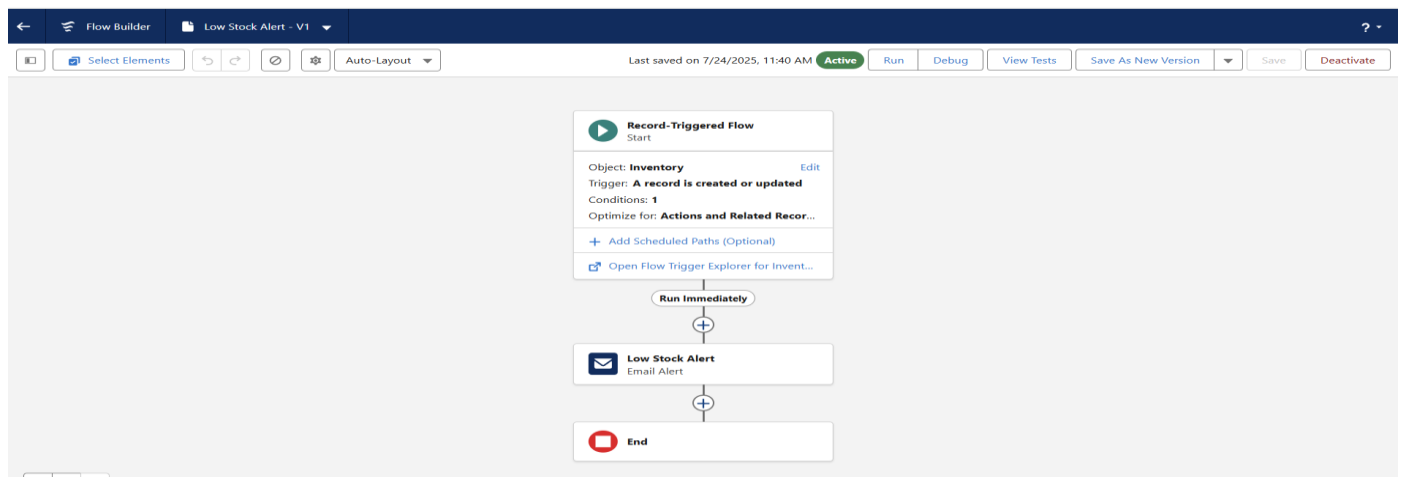 Flow Builder
Low Stock Alert - V1
?
Select Elements
Auto-Layout
Last saved on 7/24/2025, 11:40 AM
Active
Run
Debug
View Tests
Save As New Version
Save
Deactivate
Record-Triggered Flow
Start
Object: Inventory
Edit
Trigger: A record is created or updated
Conditions: 1
Optimize for: Actions and Related Recor...
Add Scheduled Paths (Optional)
Open Flow Trigger Explorer for Invent...
Run Immediately
Low Stock Alert
Email Alert
End